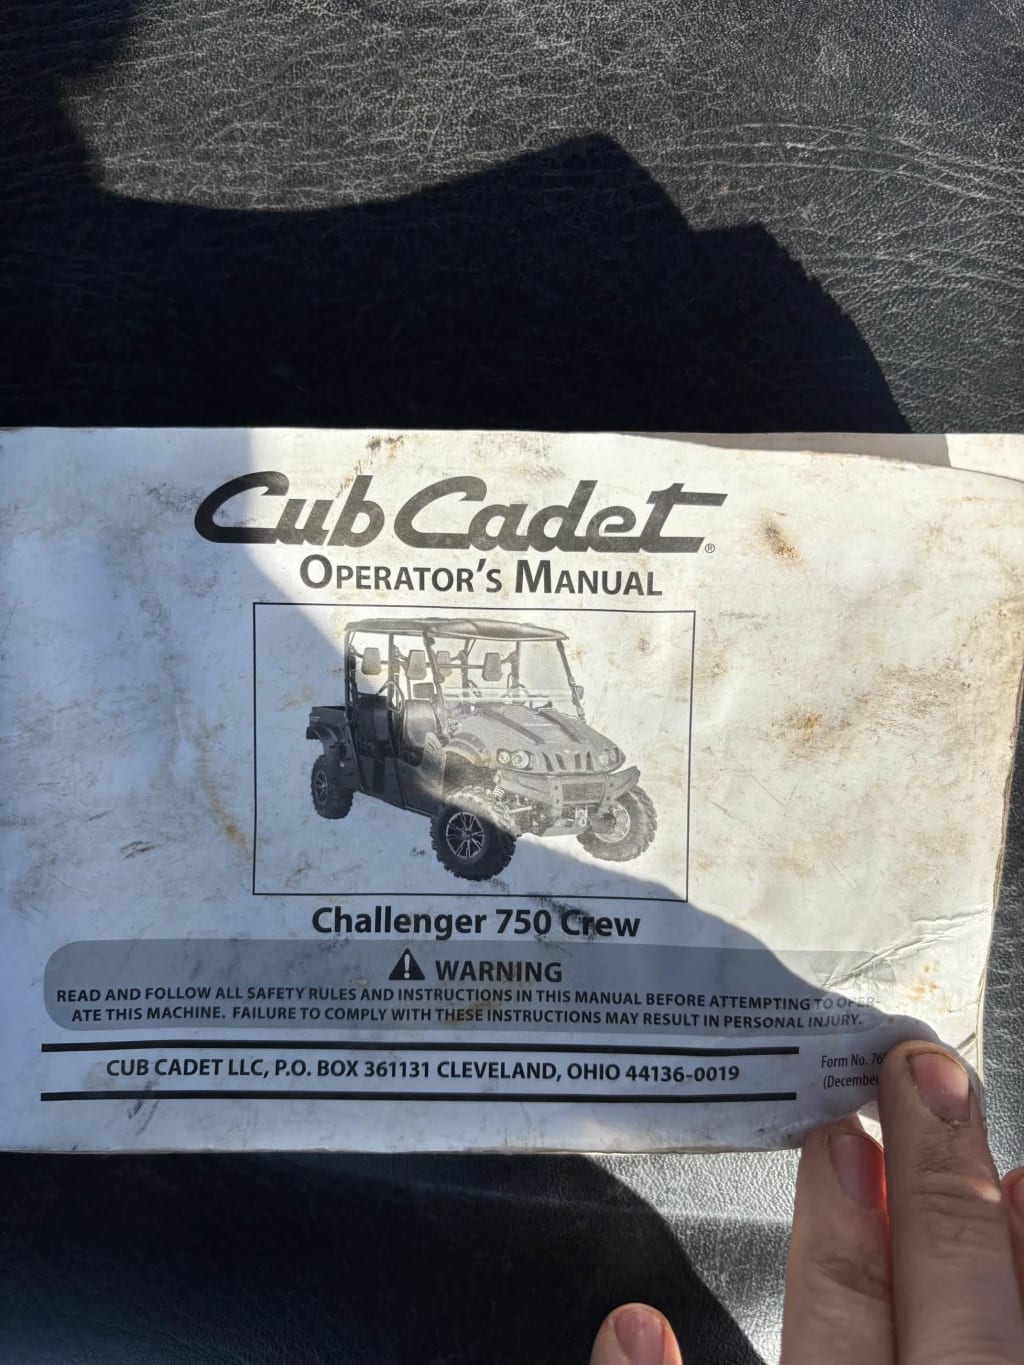 Cub Cadet®
OPERATOR'S MANUAL
Challenger 750 Crew
WARNING
READ AND FOLLOW ALL SAFETY RULES AND INSTRUCTIONS IN THIS MANUAL BEFORE ATTEMPTING TO OPER-
ATE THIS MACHINE. FAILURE TO COMPLY WITH THESE INSTRUCTIONS MAY RESULT IN PERSONAL INJURY.
CUB CADET LLC, P.O. BOX 361131 CLEVELAND, OHIO 44136-0019
Form No.
(December